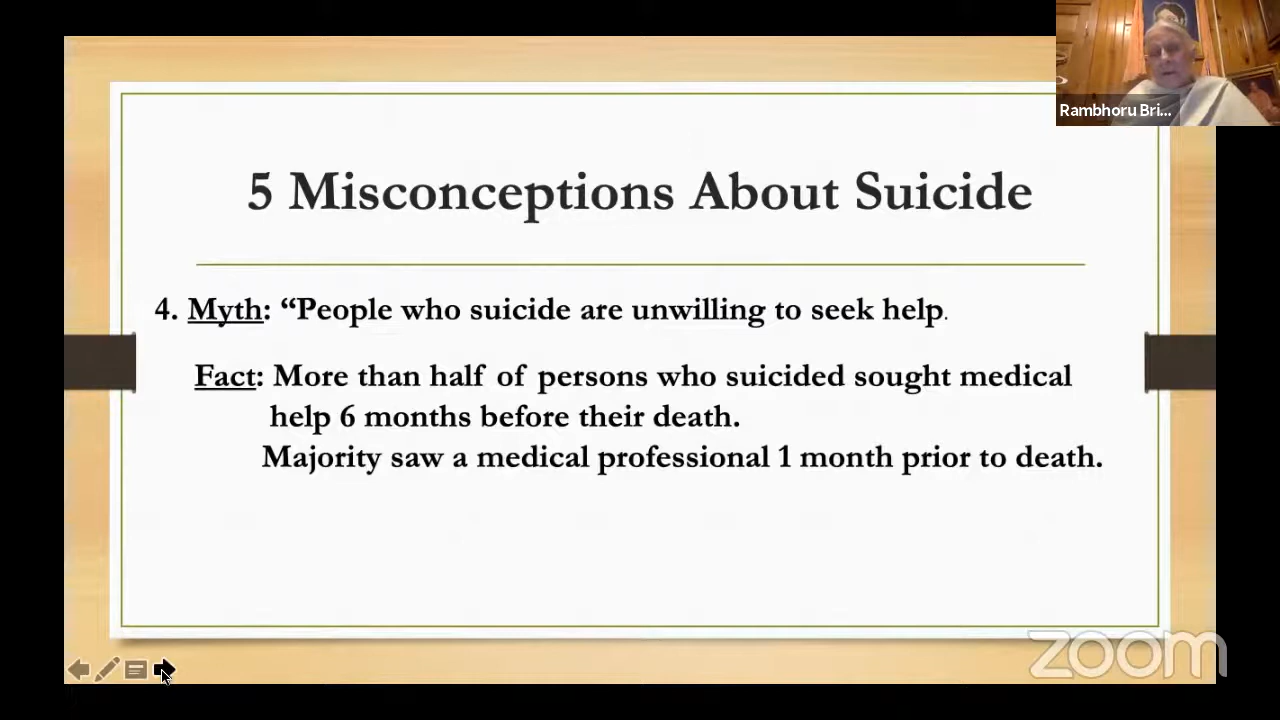 Rambhoru Bri...
5 Misconceptions About Suicide
4. Myth: “People who suicide are unwilling to seek help.
Fact: More than half of persons who suicided sought medical
help 6 months before their death.
Majority saw a medical professional 1 month prior to death.
zoom